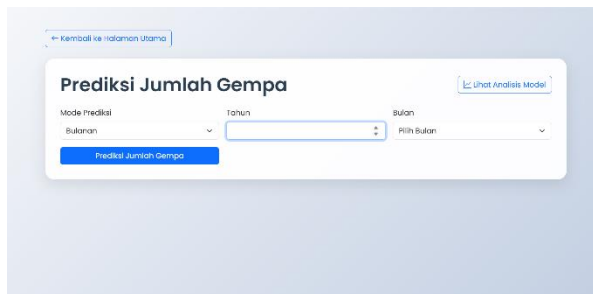 ← Kembali ke Halaman Utama
Prediksi Jumlah Gempa
Lihat Analisis Model
Mode Prediksi
Tahun
Bulan
Bulanan
Pilih Bulan
Prediksi Jumlah Gempa